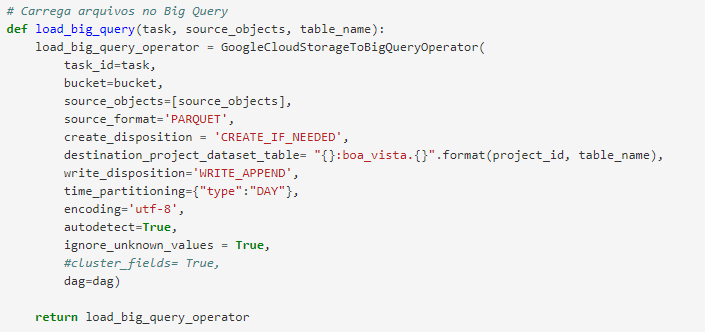 # Carrega arquivos no Big Query
def load_big_query(task, source_objects, table_name):
    load_big_query_operator = GoogleCloudStorageToBigQueryOperator(
        task_id=task,
        bucket=bucket,
        source_objects=[source_objects],
        source_format='PARQUET',
        create_disposition = 'CREATE_IF_NEEDED',
        destination_project_dataset_table= "{}:boa_vista.{}".format(project_id, table_name),
        write_disposition='WRITE_APPEND',
        time_partitioning={"type":"DAY"},
        encoding='utf-8',
        autodetect=True,
        ignore_unknown_values = True,
        #cluster_fields= True,
        dag=dag)
    return load_big_query_operator